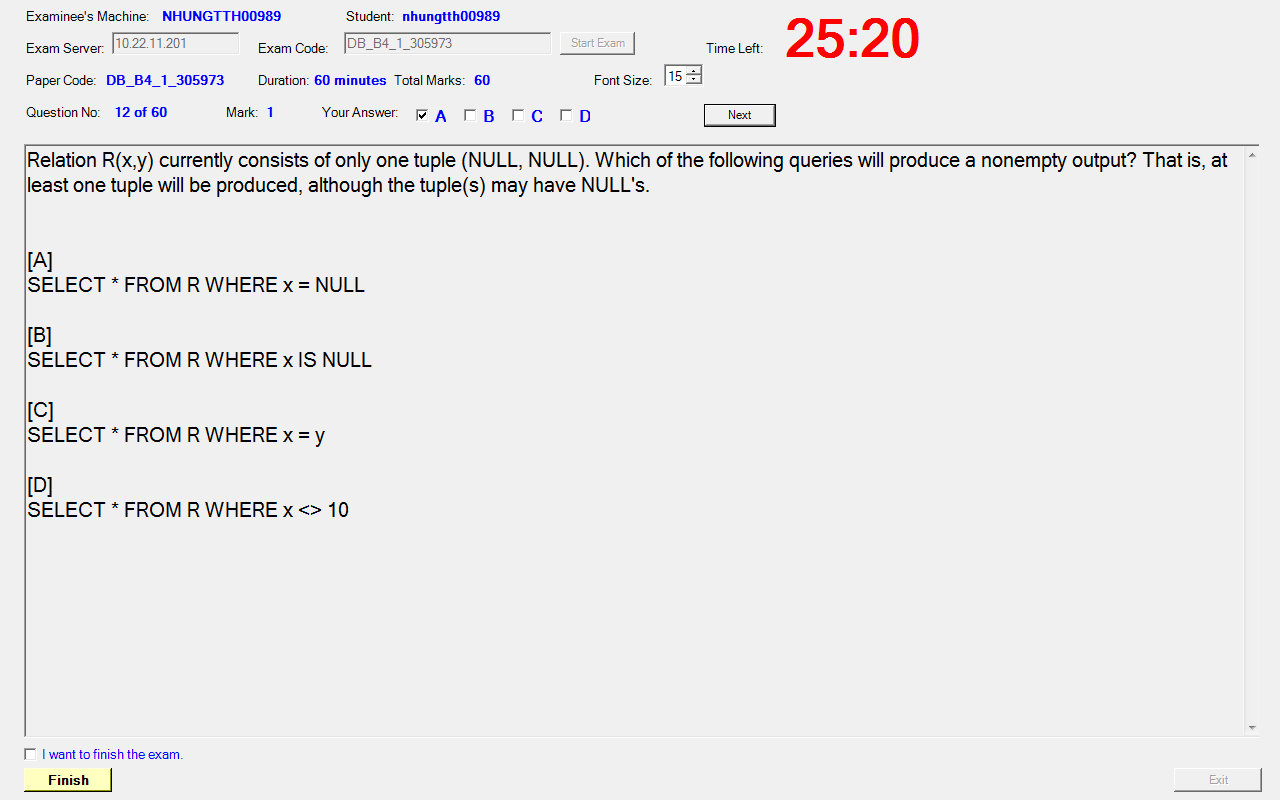 Examinee's Machine: NHUNGTTH00989 Student: nhungtth00989
Exam Server: 10.22.11.201 Exam Code: DB_B4_1_305973 Start Exam Time Left: 25:20
Paper Code: DB_B4_1_305973 Duration: 60 minutes Total Marks: 60 Font Size: 15
Question No: 12 of 60 Mark: 1 Your Answer: A B C D Next
Relation R(x,y) currently consists of only one tuple (NULL, NULL). Which of the following queries will produce a nonempty output? That is, at
least one tuple will be produced, although the tuple(s) may have NULL's.
[A]
SELECT * FROM R WHERE x = NULL
[B]
SELECT * FROM R WHERE x IS NULL
[C]
SELECT * FROM R WHERE x = y
[D]
SELECT * FROM R WHERE x <> 10
I want to finish the exam.
Finish Exit